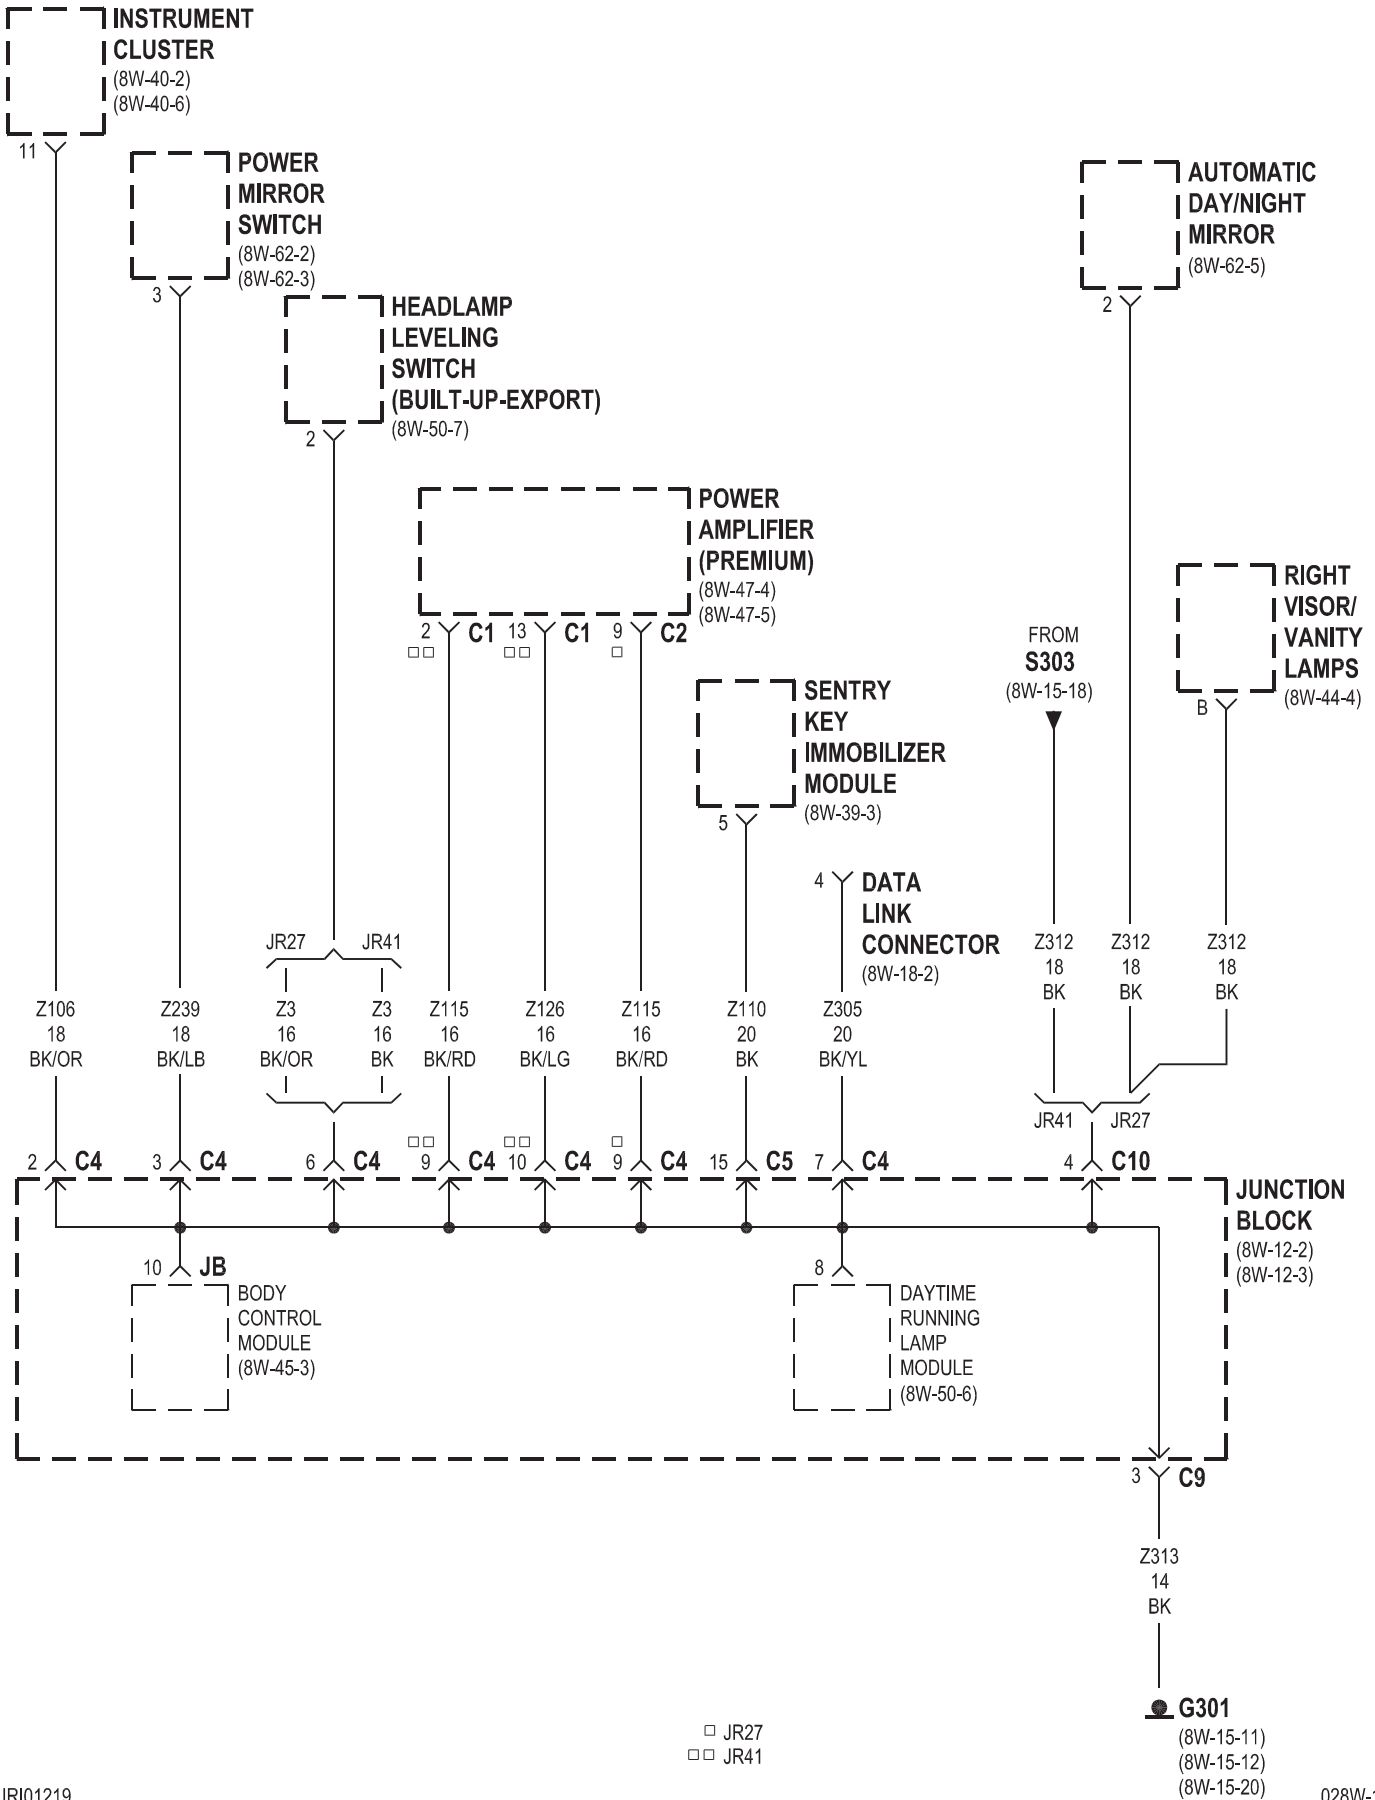 INSTRUMENT
CLUSTER
(8W-40-2)
(8W-40-6)
11
POWER
MIRROR
SWITCH
(8W-62-2)
(8W-62-3)
3
AUTOMATIC
DAY/NIGHT
MIRROR
(8W-62-5)
2
HEADLAMP
LEVELING
SWITCH
(BUILT-UP-EXPORT)
(8W-50-7)
2
POWER
AMPLIFIER
(PREMIUM)
(8W-47-4)
(8W-47-5)
2 C1 13 C1 9 C2
RIGHT
VISOR/
VANITY
LAMPS
(8W-44-4)
B
FROM
S303
(8W-15-18)
SENTRY
KEY
IMMOBILIZER
MODULE
(8W-39-3)
5
4 DATA
LINK
CONNECTOR
(8W-18-2)
JR27 JR41
Z312 Z312 Z312
18 18 18
BK BK BK
Z106 Z239 Z3 Z3 Z115 Z126 Z115 Z110 Z305
18 18 16 16 16 16 16 20 20
BK/OR BK/LB BK/OR BK BK/RD BK/LG BK/RD BK BK/YL
JR41 JR27
2 C4 3 C4 6 C4 9 C4 10 C4 9 C4 15 C5 7 C4 4 C10
JUNCTION
BLOCK
(8W-12-2)
(8W-12-3)
10 JB
BODY
CONTROL
MODULE
(8W-45-3)
8
DAYTIME
RUNNING
LAMP
MODULE
(8W-50-6)
3 C9
Z313
14
BK
G301
(8W-15-11)
(8W-15-12)
(8W-15-20)
□ JR27
□□ JR41
028W-